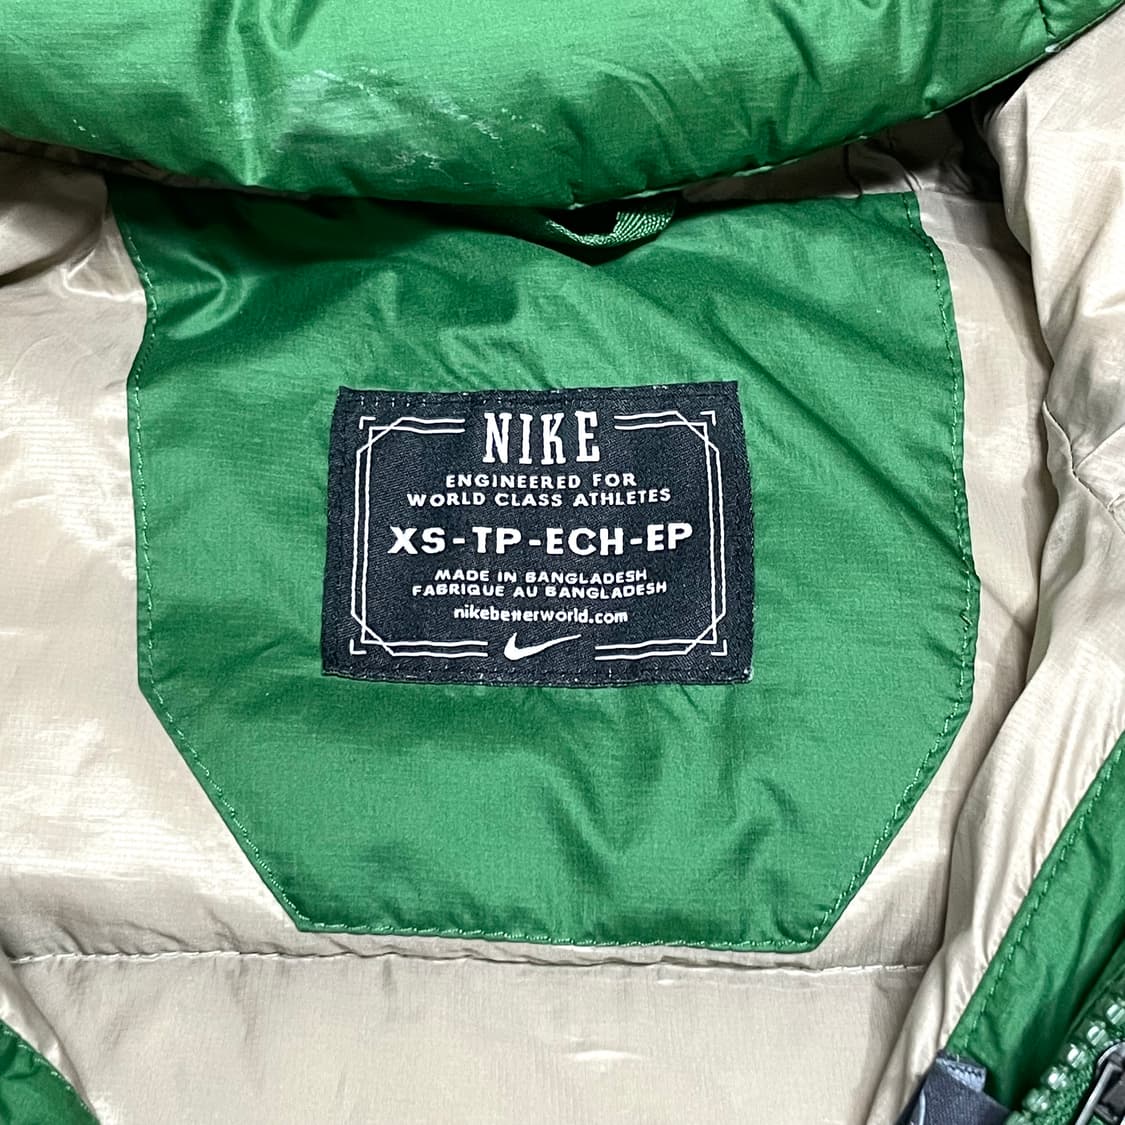 NIKE
ENGINEERED FOR
WORLD CLASS ATHLETES
XS-TP-ECH-EP
MADE IN BANGLADESH
FABRIQUE AU BANGLADESH
nikebetterworld.com